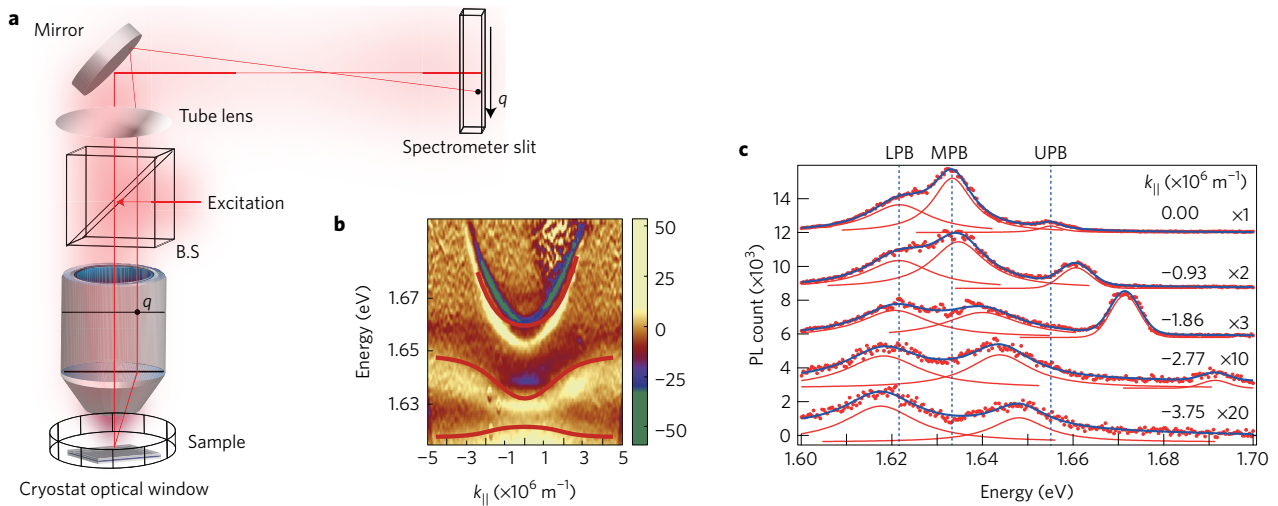 a
Mirror
q
Tube lens
Spectrometer slit
Excitation
B.S
q
Sample
Cryostat optical window
b
Energy (eV)
1.67
1.65
1.63
−5
−3
−1
1
3
5
k|| (×10⁶ m⁻¹)
50
25
0
−25
−50
c
LPB MPB UPB
k|| (×10⁶ m⁻¹)
0.00 ×1
−0.93 ×2
−1.86 ×3
−2.77 ×10
−3.75 ×20
PL count (×10³)
14
12
10
8
6
4
2
0
1.60 1.62 1.64 1.66 1.68 1.70
Energy (eV)